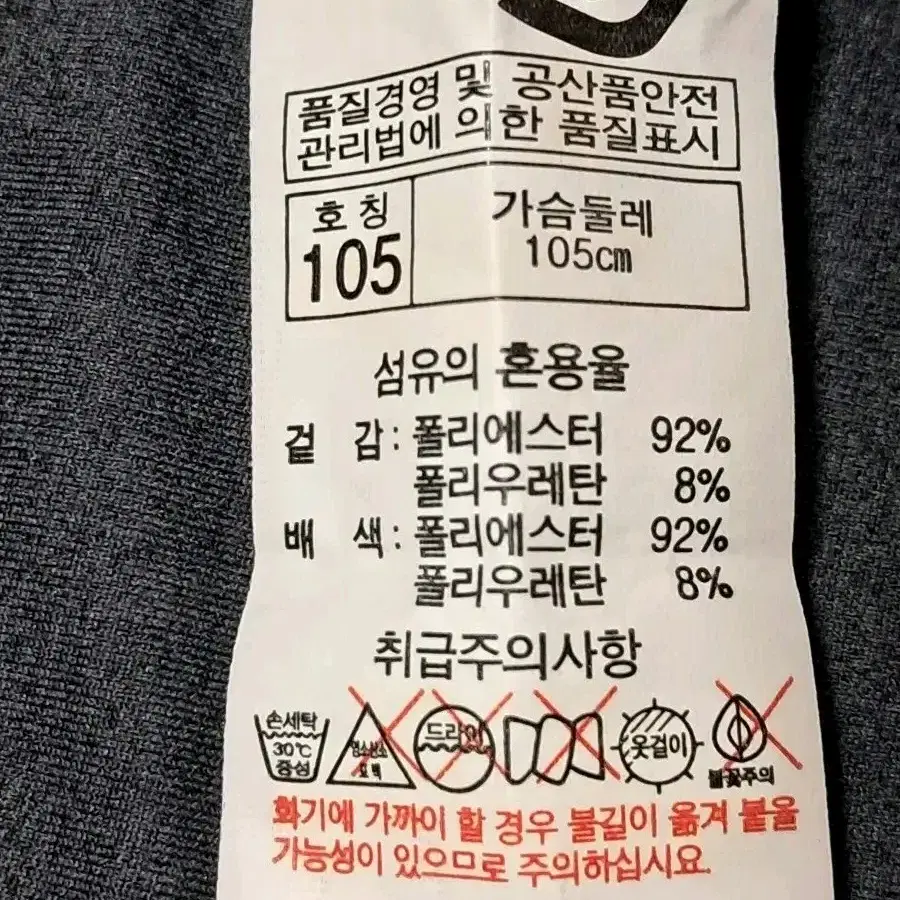 품질경영 및 공산품안전
관리법에 의한 품질표시
호칭
105
가슴둘레
105cm
섬유의 혼용율
겉 감: 폴리에스터 92%
폴리우레탄 8%
배 색: 폴리에스터 92%
폴리우레탄 8%
취급주의사항
손세탁
30℃
중성
염소산소
표백
드라이
옷걸이
불꽃주의
화기에 가까이 할 경우 불길이 옮겨 붙을
가능성이 있으므로 주의하십시요.